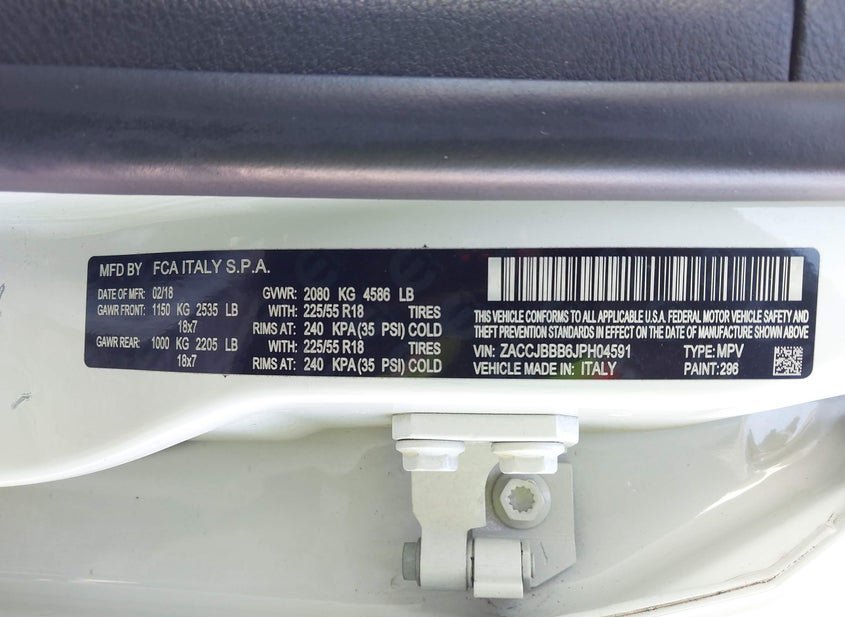 MFD BY FCA ITALY S.P.A.
DATE OF MFR: 02/18 GVWR: 2080 KG 4586 LB
GAWR FRONT: 1150 KG 2535 LB WITH: 225/55 R18 TIRES
18x7 RIMS AT: 240 KPA (35 PSI) COLD
GAWR REAR: 1000 KG 2205 LB WITH: 225/55 R18 TIRES
18x7 RIMS AT: 240 KPA (35 PSI) COLD
THIS VEHICLE CONFORMS TO ALL APPLICABLE U.S.A. FEDERAL MOTOR VEHICLE SAFETY AND
THEFT PREVENTION STANDARDS IN EFFECT ON THE DATE OF MANUFACTURE SHOWN ABOVE
VIN: ZACCJBBB6JPH04591 TYPE: MPV
VEHICLE MADE IN: ITALY PAINT:296